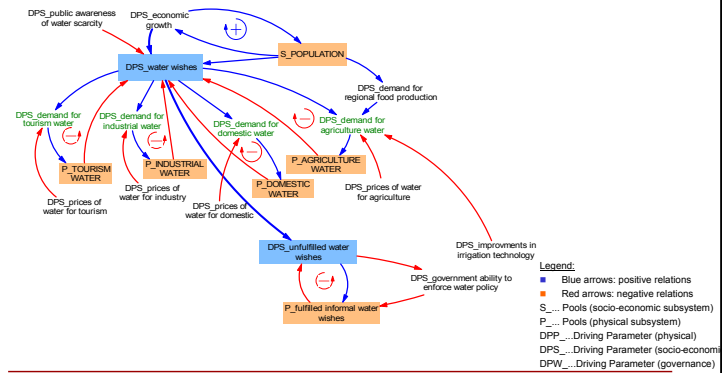 DPS_public awareness
of water scarcity
DPS_economic
growth
S_POPULATION
DPS_water wishes
DPS_demand for
regional food production
DPS_demand for
tourism water
DPS_demand for
industrial water
DPS_demand for
domestic water
DPS_demand for
agriculture water
P_TOURISM
WATER
P_INDUSTRIAL
WATER
P_DOMESTIC
WATER
P_AGRICULTURE
WATER
DPS_prices of
water for tourism
DPS_prices of
water for industry
DPS_prices of
water for domestic
DPS_prices of water
for agriculture
DPS_unfulfilled water
wishes
DPS_improvments in
irrigation technology
DPS_government ability to
enforce water policy
P_fulfilled informal water
wishes
Legend:
Blue arrows: positive relations
Red arrows: negative relations
S_... Pools (socio-economic subsystem)
P_... Pools (physical subsystem)
DPP_...Driving Parameter (physical)
DPS_...Driving Parameter (socio-economi
DPW_...Driving Parameter (governance)